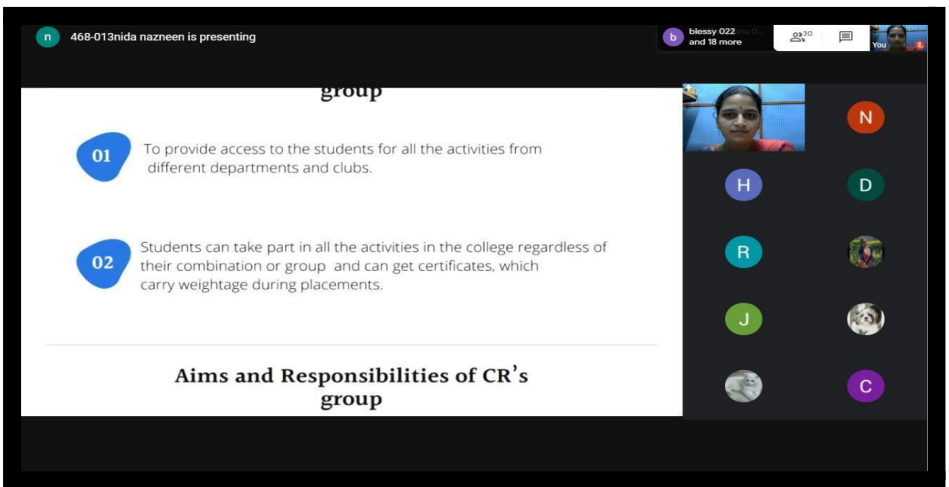 n
468-013nida nazneen is presenting
b
blessy 022
and 18 more
30
You
group
01
To provide access to the students for all the activities from
different departments and clubs.
02
Students can take part in all the activities in the college regardless of
their combination or group and can get certificates, which
carry weightage during placements.
Aims and Responsibilities of CR's
group
N
H
D
R
J
C